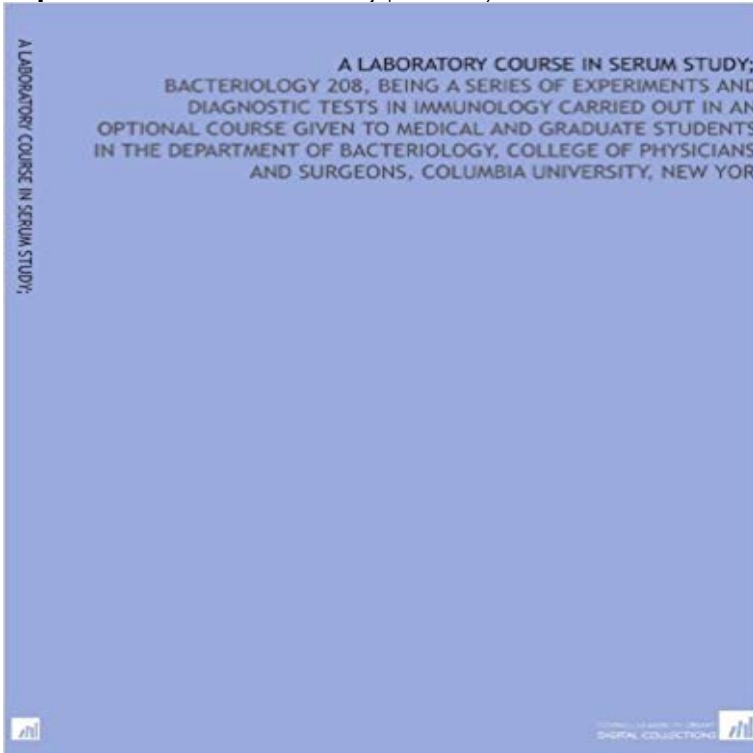 A LABORATORY COURSE IN SERUM STUDY;
A LABORATORY COURSE IN SERUM STUDY;
BACTERIOLOGY 208, BEING A SERIES OF EXPERIMENTS AND
DIAGNOSTIC TESTS IN IMMUNOLOGY CARRIED OUT IN AN
OPTIONAL COURSE GIVEN TO MEDICAL AND GRADUATE STUDENTS
IN THE DEPARTMENT OF BACTERIOLOGY, COLLEGE OF PHYSICIANS
AND SURGEONS, COLUMBIA UNIVERSITY, NEW YOR
DIGITAL COLLECTIONS